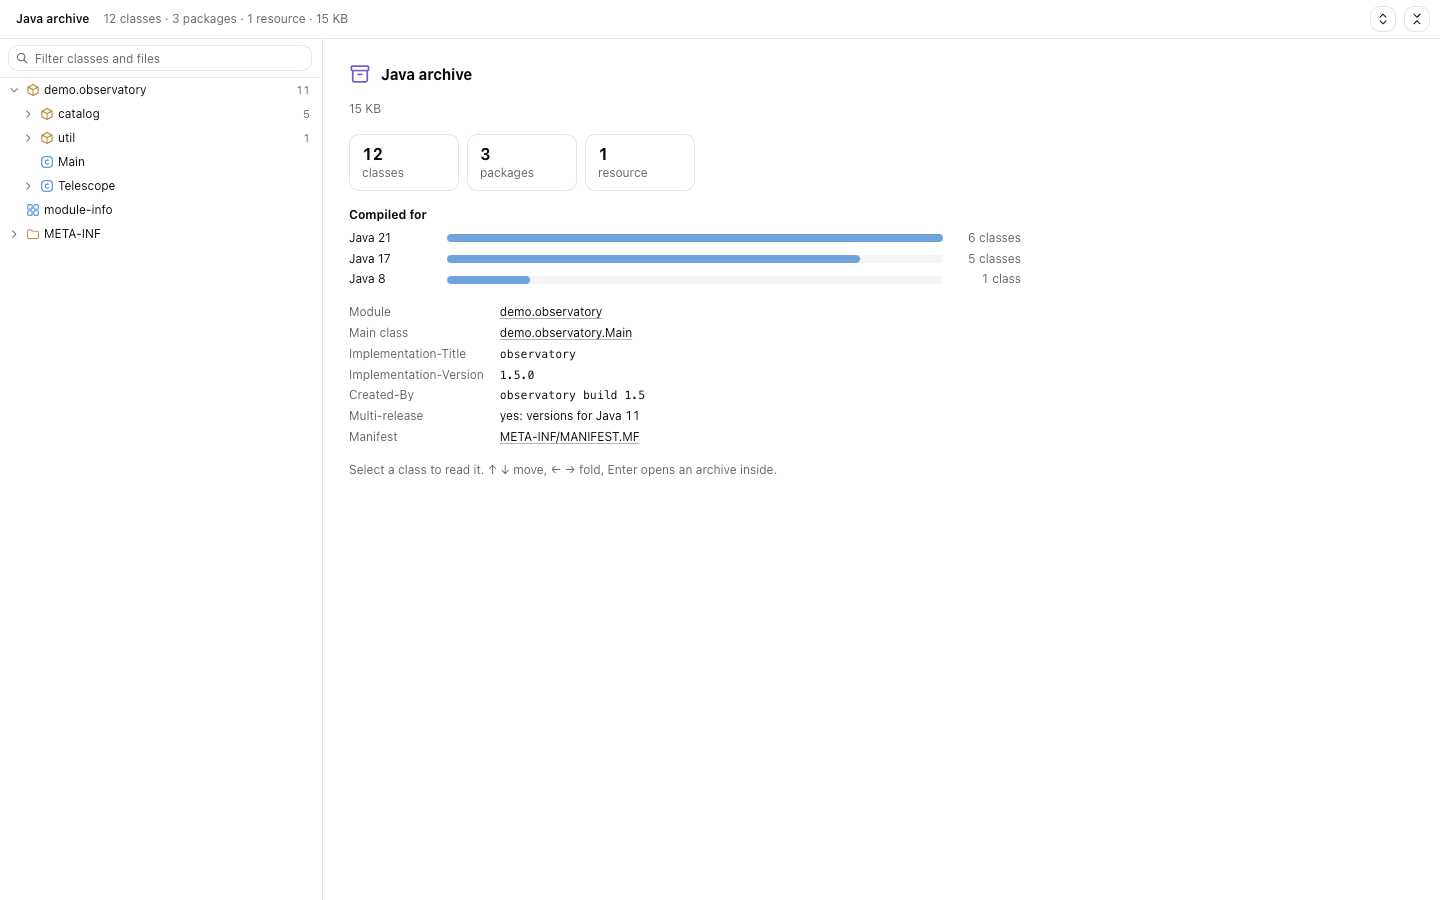 Java archive 12 classes · 3 packages · 1 resource · 15 KB
Filter classes and files
demo.observatory 11
catalog 5
util 1
Main
Telescope
module-info
META-INF
Java archive
15 KB
12 classes
3 packages
1 resource
Compiled for
Java 21 6 classes
Java 17 5 classes
Java 8 1 class
Module demo.observatory
Main class demo.observatory.Main
Implementation-Title observatory
Implementation-Version 1.5.0
Created-By observatory build 1.5
Multi-release yes: versions for Java 11
Manifest META-INF/MANIFEST.MF
Select a class to read it. ↑ ↓ move, ← → fold, Enter opens an archive inside.